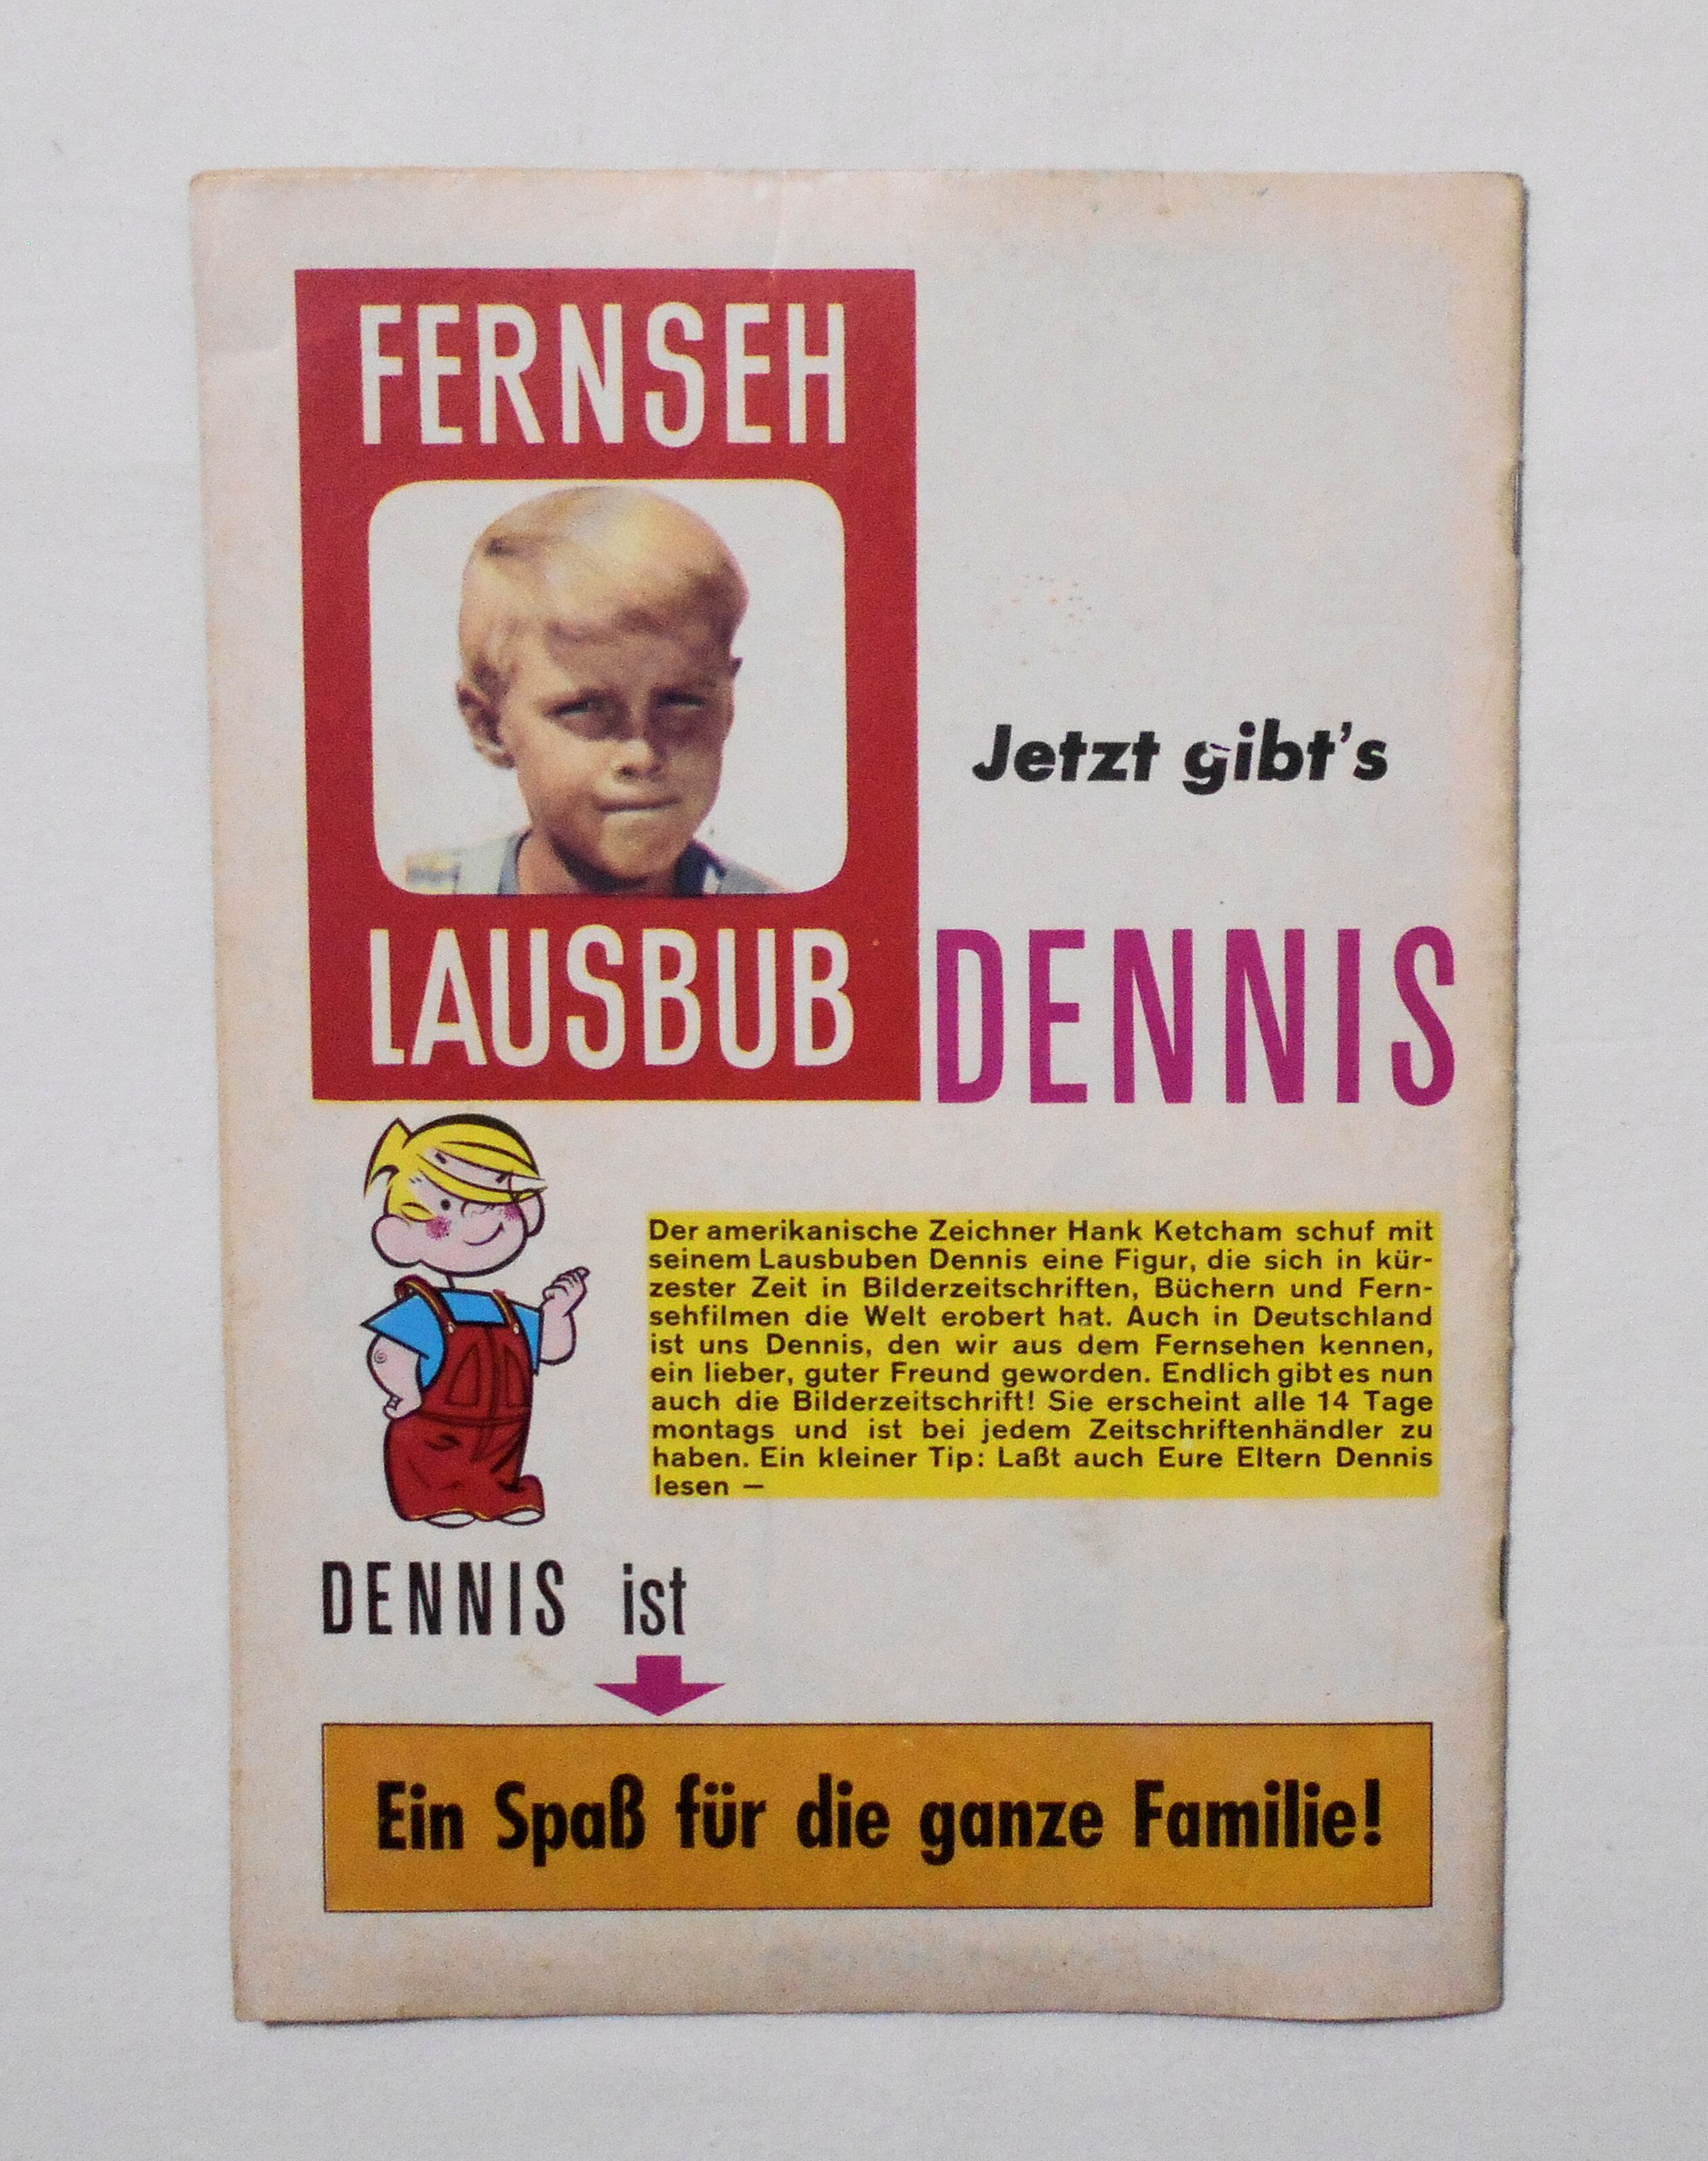 FERNSEH
Jetzt gibt's
LAUSBUB DENNIS
Der amerikanische Zeichner Hank Ketcham schuf mit
seinem Lausbuben Dennis eine Figur, die sich in kür-
zester Zeit in Bilderzeitschriften, Büchern und Fern-
sehfilmen die Welt erobert hat. Auch in Deutschland
ist uns Dennis, den wir aus dem Fernsehen kennen,
ein lieber, guter Freund geworden. Endlich gibt es nun
auch die Bilderzeitschrift! Sie erscheint alle 14 Tage
montags und ist bei jedem Zeitschriftenhändler zu
haben. Ein kleiner Tip: Laßt auch Eure Eltern Dennis
lesen —
DENNIS ist
Ein Spaß für die ganze Familie!